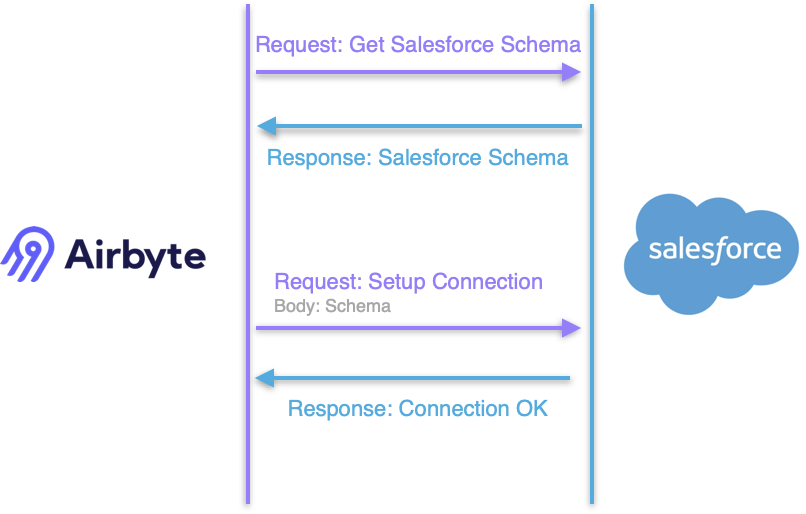 Request: Get Salesforce Schema
Response: Salesforce Schema
Airbyte
salesforce
Request: Setup Connection
Body: Schema
Response: Connection OK